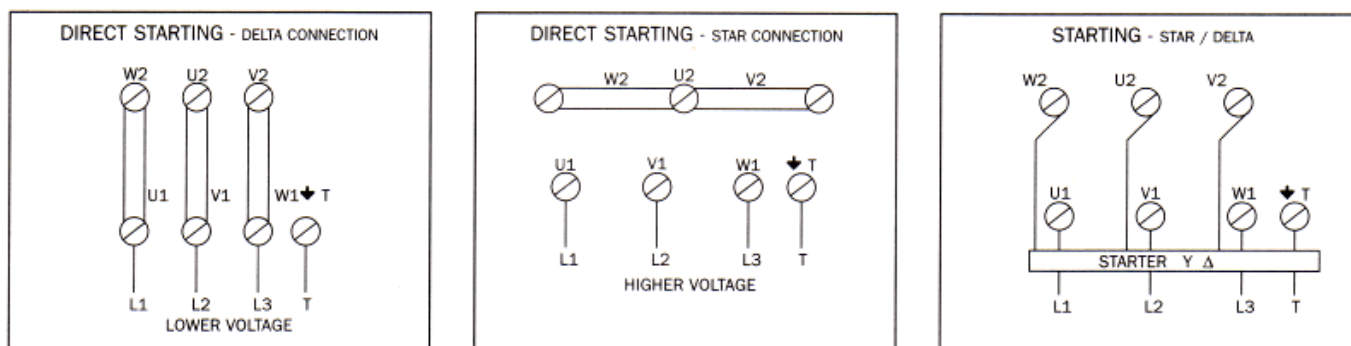 DIRECT STARTING - DELTA CONNECTION
W2 U2 V2
U1 V1 W1 T
L1 L2 L3 T
LOWER VOLTAGE
DIRECT STARTING - STAR CONNECTION
W2 U2 V2
U1 V1 W1 T
L1 L2 L3 T
HIGHER VOLTAGE
STARTING - STAR / DELTA
W2 U2 V2
U1 V1 W1 T
STARTER Y Δ
L1 L2 L3 T